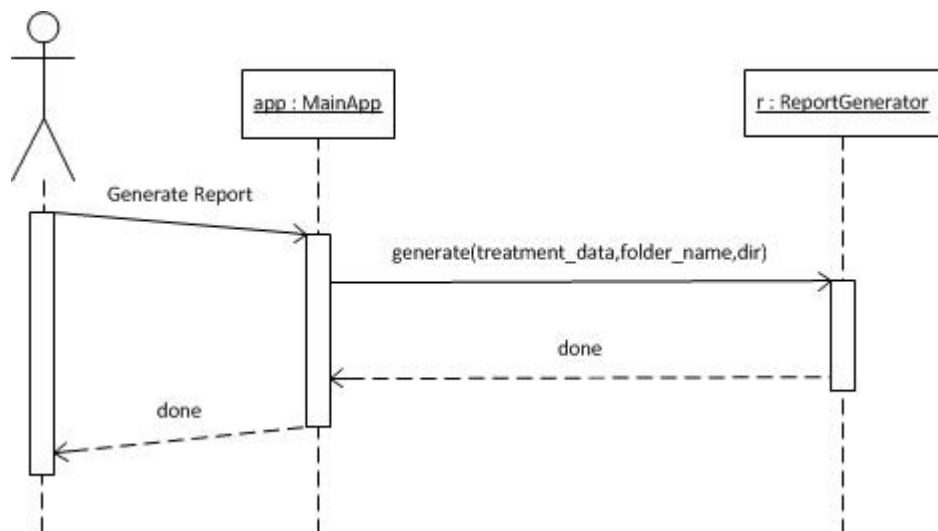 app : MainApp
r : ReportGenerator
Generate Report
generate(treatment_data,folder_name,dir)
done
done